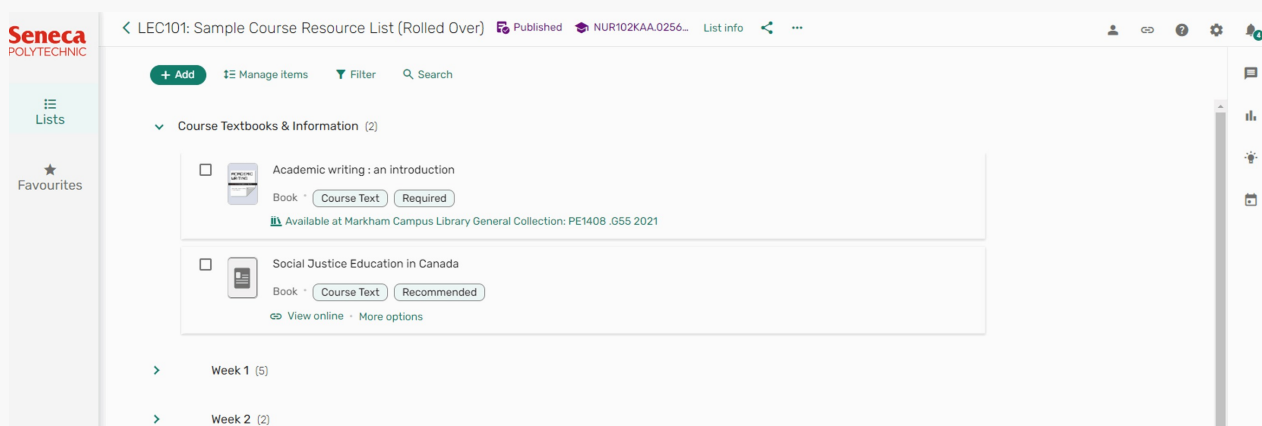 Seneca
POLYTECHNIC
LEC101: Sample Course Resource List (Rolled Over) Published NUR102KAA.0256... List info
4
+ Add Manage items Filter Search
Lists
Favourites
Course Textbooks & Information (2)
ACADEMIC
WRITING
Academic writing : an introduction
Book Course Text Required
Available at Markham Campus Library General Collection: PE1408 .G55 2021
Social Justice Education in Canada
Book Course Text Recommended
View online More options
Week 1 (5)
Week 2 (2)